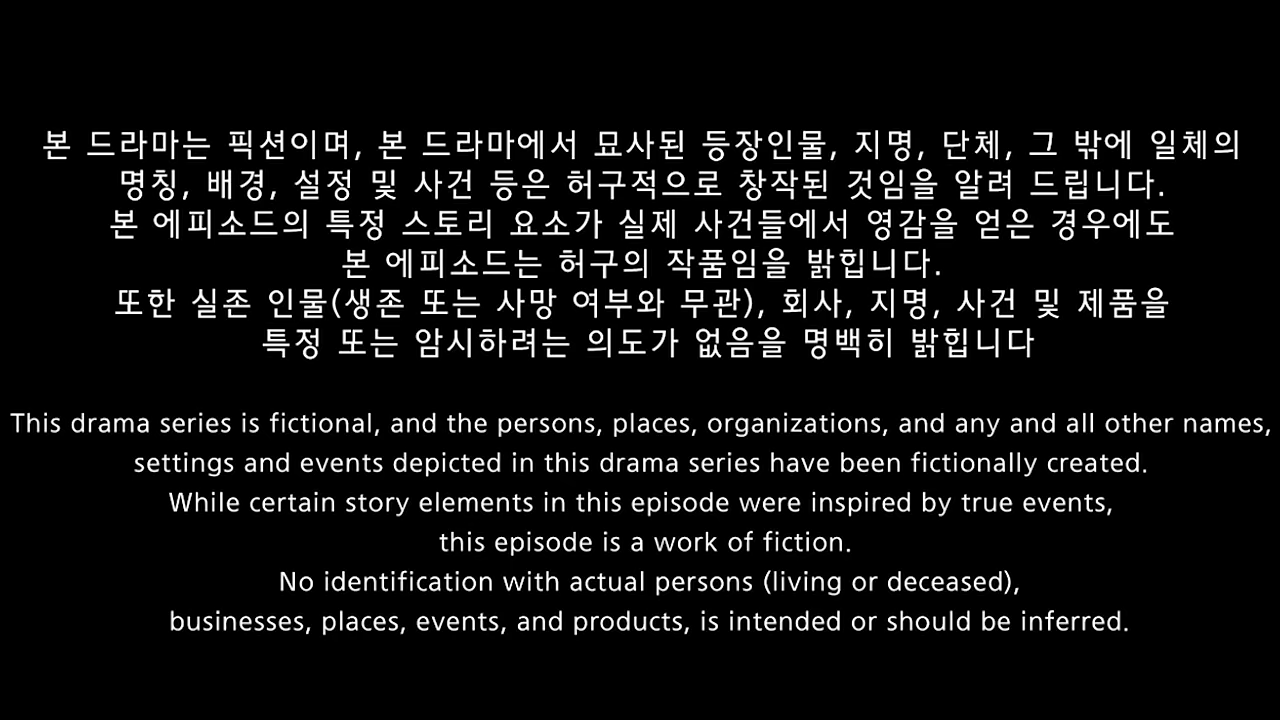 본 드라마는 픽션이며, 본 드라마에서 묘사된 등장인물, 지명, 단체, 그 밖에 일체의
명칭, 배경, 설정 및 사건 등은 허구적으로 창작된 것임을 알려 드립니다.
본 에피소드의 특정 스토리 요소가 실제 사건들에서 영감을 얻은 경우에도
본 에피소드는 허구의 작품임을 밝힙니다.
또한 실존 인물(생존 또는 사망 여부와 무관), 회사, 지명, 사건 및 제품을
특정 또는 암시하려는 의도가 없음을 명백히 밝힙니다
This drama series is fictional, and the persons, places, organizations, and any and all other names,
settings and events depicted in this drama series have been fictionally created.
While certain story elements in this episode were inspired by true events,
this episode is a work of fiction.
No identification with actual persons (living or deceased),
businesses, places, events, and products, is intended or should be inferred.